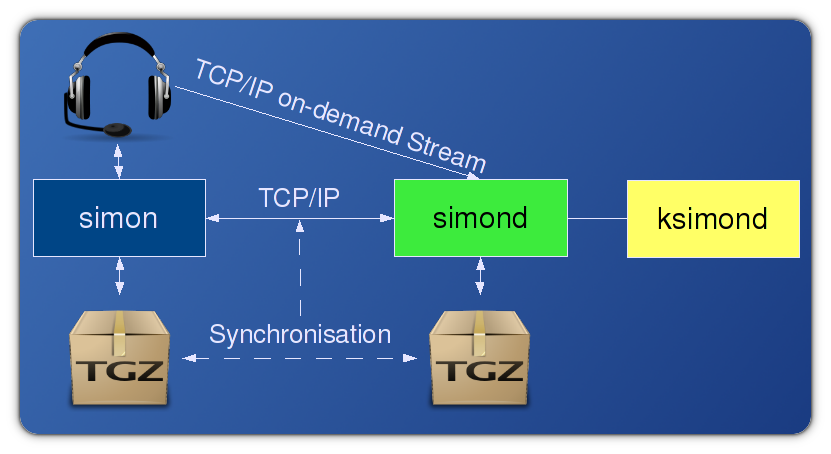 TCP/IP on-demand Stream
simon
TCP/IP
simond
ksimond
Synchronisation
TGZ
TGZ